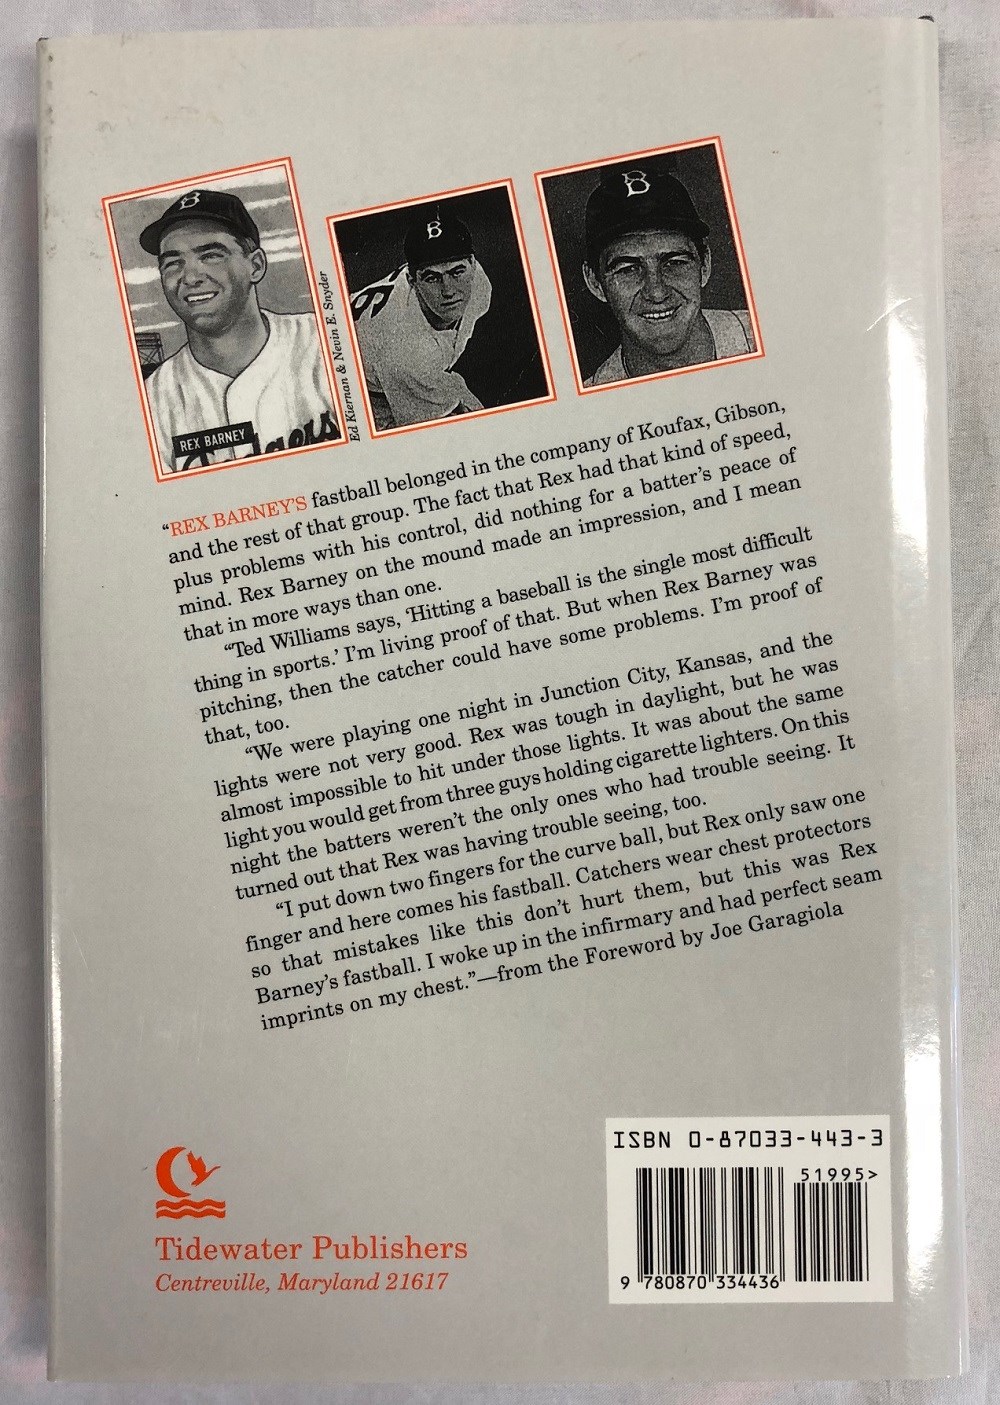 B
B
B
REX BARNEY
Ed Kiernan & Nevin E. Snyder
“REX BARNEY'S fastball belonged in the company of Koufax, Gibson,
and the rest of that group. The fact that Rex had that kind of speed,
plus problems with his control, did nothing for a batter's peace of
mind. Rex Barney on the mound made an impression, and I mean
that in more ways than one.
“Ted Williams says, ‘Hitting a baseball is the single most difficult
thing in sports.’ I'm living proof of that. But when Rex Barney was
pitching, then the catcher could have some problems. I'm proof of
that, too.
“We were playing one night in Junction City, Kansas, and the
lights were not very good. Rex was tough in daylight, but he was
almost impossible to hit under those lights. It was about the same
light you would get from three guys holding cigarette lighters. On this
night the batters weren't the only ones who had trouble seeing. It
turned out that Rex was having trouble seeing, too.
“I put down two fingers for the curve ball, but Rex only saw one
finger and here comes his fastball. Catchers wear chest protectors
so that mistakes like this don't hurt them, but this was Rex
Barney's fastball. I woke up in the infirmary and had perfect seam
imprints on my chest.”—from the Foreword by Joe Garagiola
Tidewater Publishers
Centreville, Maryland 21617
ISBN 0-87033-443-3
51995>
9 780870 334436